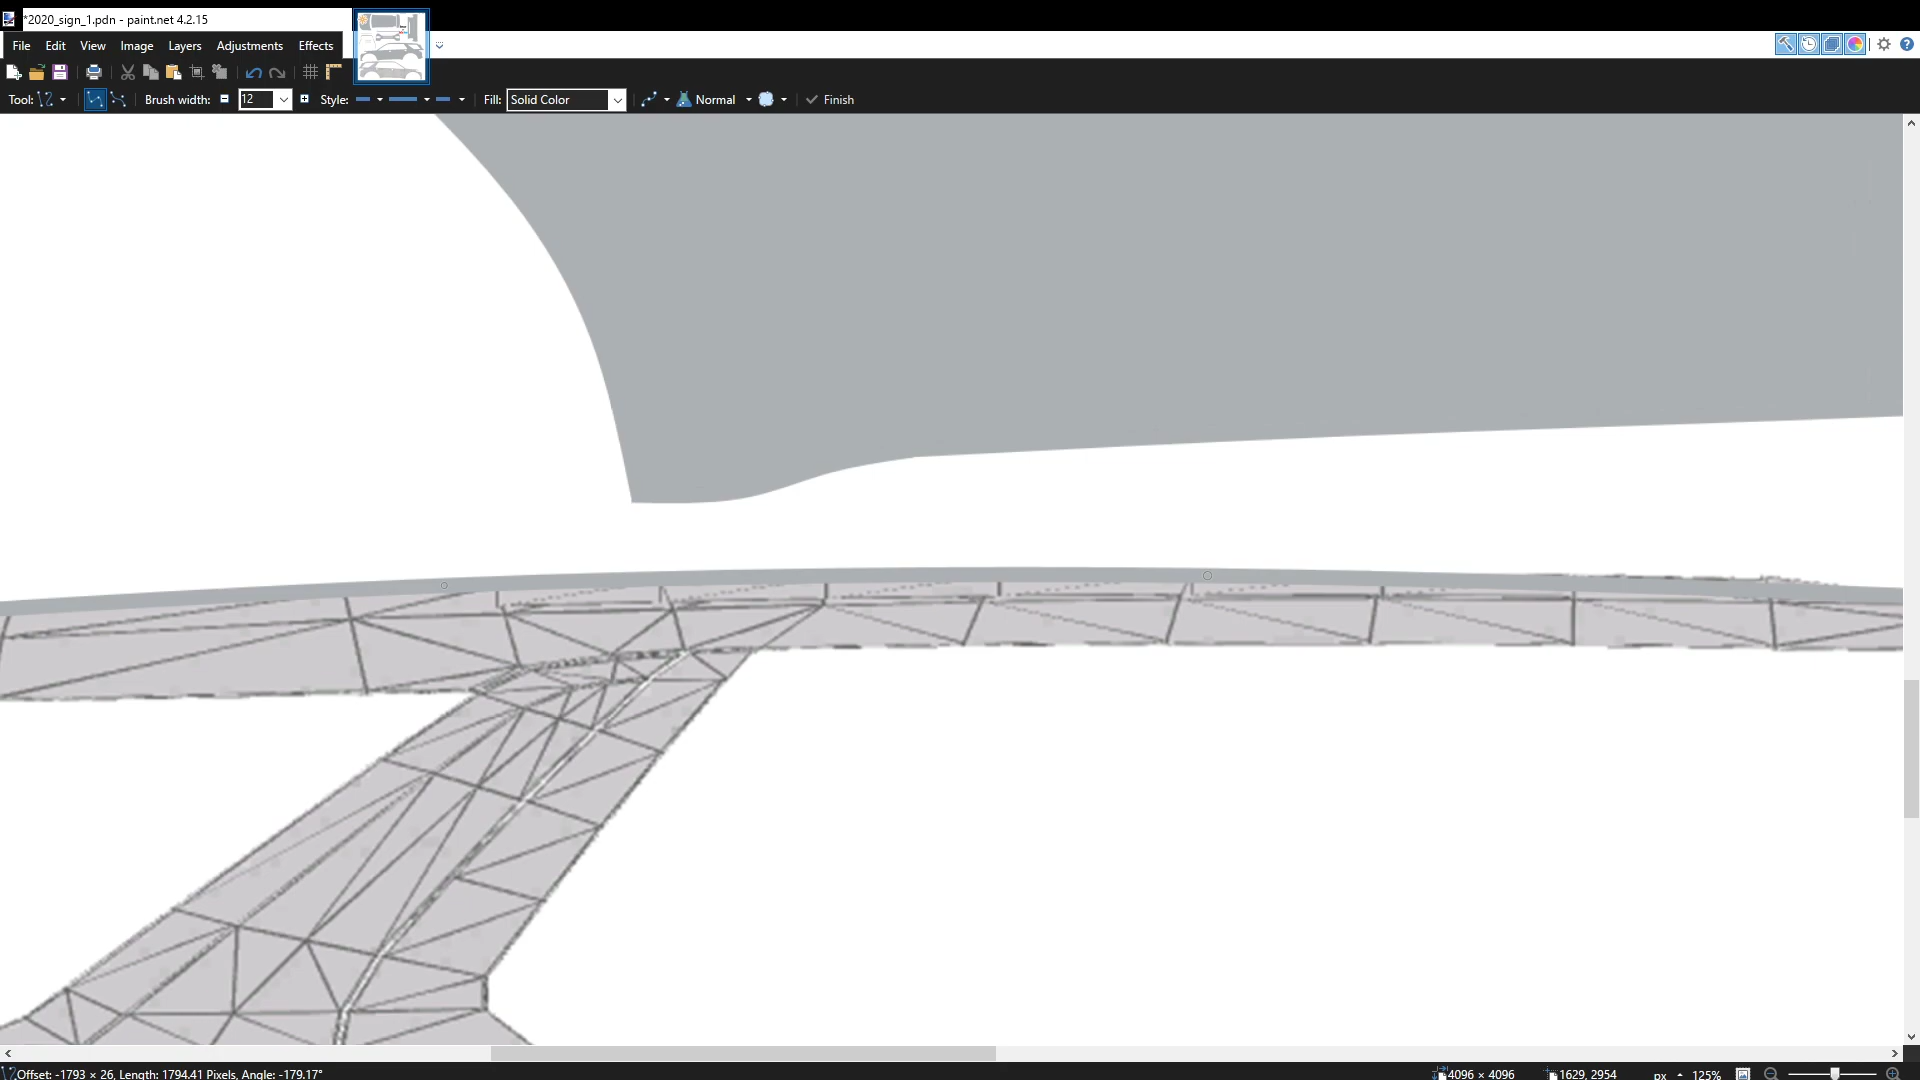 *2020_sign_1.pdn - paint.net 4.2.15
File Edit View Image Layers Adjustments Effects
Tool: Brush width: 12 Style: Fill: Solid Color Normal Finish
Offset: -1793 × 26, Length: 1794.41 Pixels, Angle: -179.17° 4096 × 4096 1629, 2954 px 125%